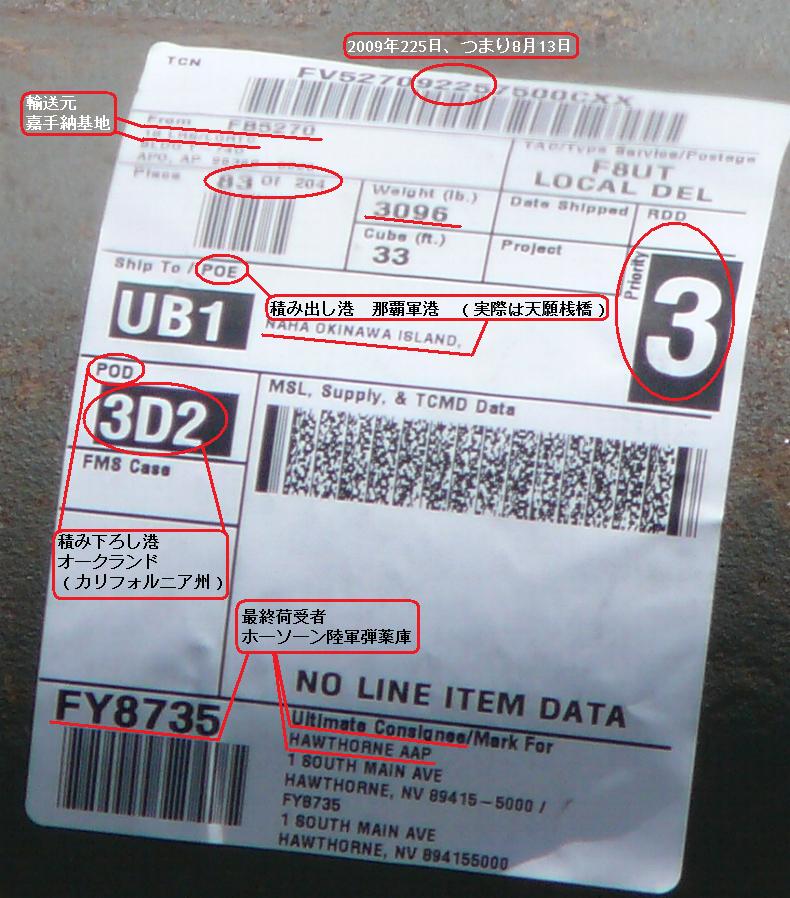 2009年225日、つまり8月13日
TCN
FV527092257500CXX
輸送元
嘉手納基地
From FB5270
APO, AP
TAC/Type Service/Postage
F8UT
LOCAL DEL
Piece 83 Of 204
Weight (lb.)
3096
Date Shipped
RDD
Cube (ft.)
33
Project
Priority
3
Ship To / POE
UB1
積み出し港 那覇軍港 (実際は天願桟橋)
NAHA OKINAWA ISLAND,
POD
3D2
MSL, Supply, & TCMD Data
FMS Case
積み下ろし港
オークランド
(カリフォルニア州)
最終荷受者
ホーソーン陸軍弾薬庫
NO LINE ITEM DATA
FY8735
Ultimate Consignee/Mark For
HAWTHORNE AAP
1 SOUTH MAIN AVE
HAWTHORNE, NV 89415-5000 /
FY8735
1 SOUTH MAIN AVE
HAWTHORNE, NV 894155000